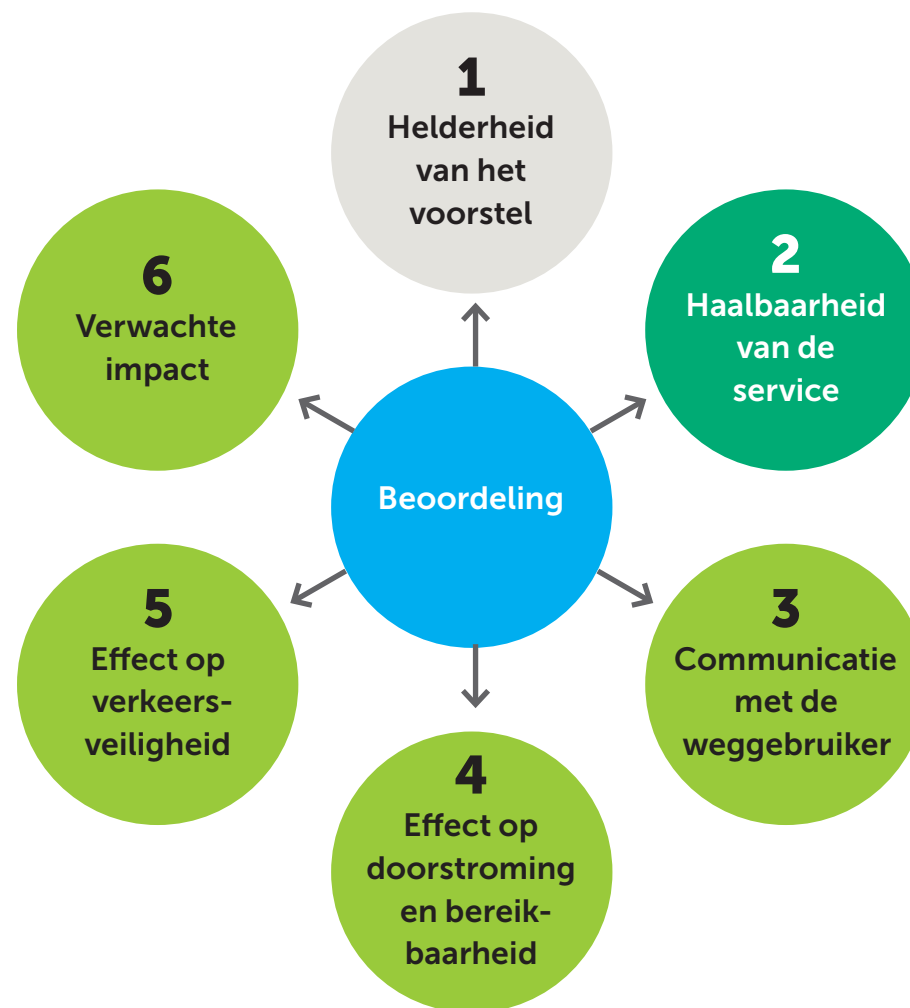 1
Helderheid
van het
voorstel
2
Haalbaarheid
van de
service
3
Communicatie
met de
weggebruiker
4
Effect op
doorstroming
en bereik-
baarheid
5
Effect op
verkeers-
veiligheid
6
Verwachte
impact
Beoordeling